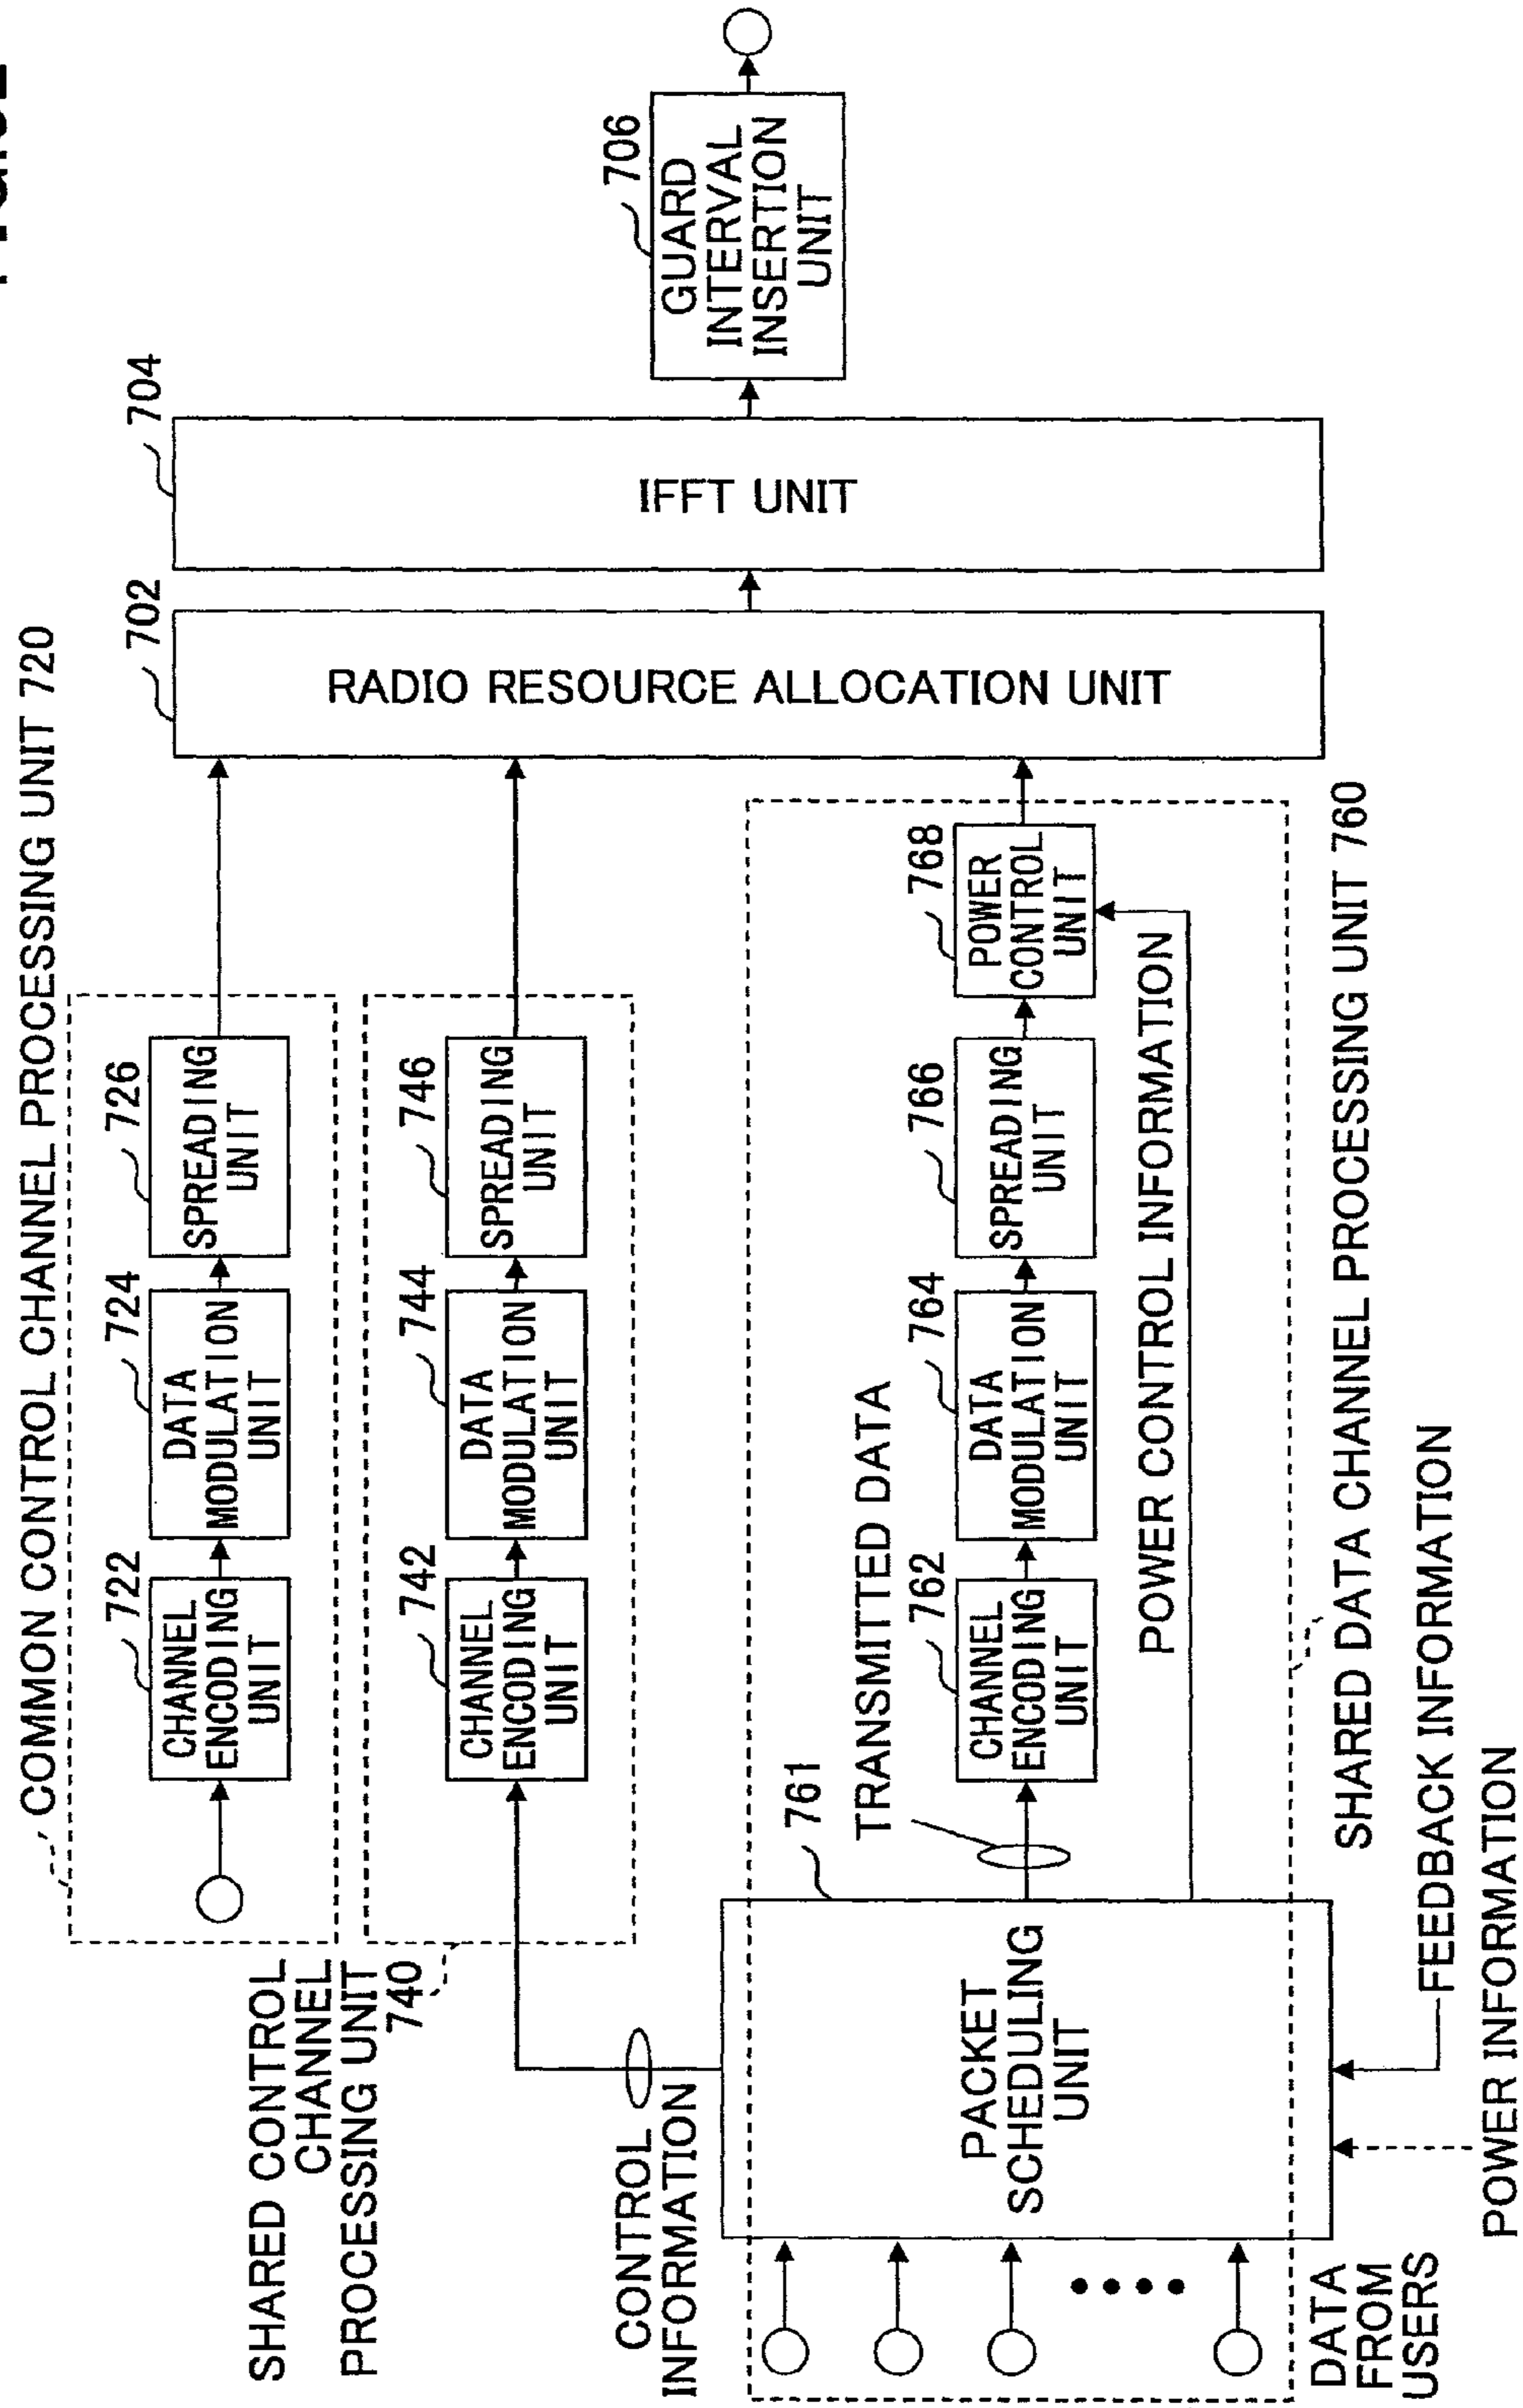 COMMON CONTROL CHANNEL PROCESSING UNIT 720
722
CHANNEL
ENCODING
UNIT
724
DATA
MODULATION
UNIT
726
SPREADING
UNIT
SHARED CONTROL
CHANNEL
PROCESSING UNIT
740
742
CHANNEL
ENCODING
UNIT
744
DATA
MODULATION
UNIT
746
SPREADING
UNIT
702
RADIO RESOURCE ALLOCATION UNIT
704
IFFT UNIT
706
GUARD
INTERVAL
INSERTION
UNIT
CONTROL
INFORMATION
761
PACKET
SCHEDULING
UNIT
TRANSMITTED DATA
762
CHANNEL
ENCODING
UNIT
764
DATA
MODULATION
UNIT
766
SPREADING
UNIT
768
POWER
CONTROL
UNIT
POWER CONTROL INFORMATION
SHARED DATA CHANNEL PROCESSING UNIT 760
DATA
FROM
USERS
FEEDBACK INFORMATION
POWER INFORMATION